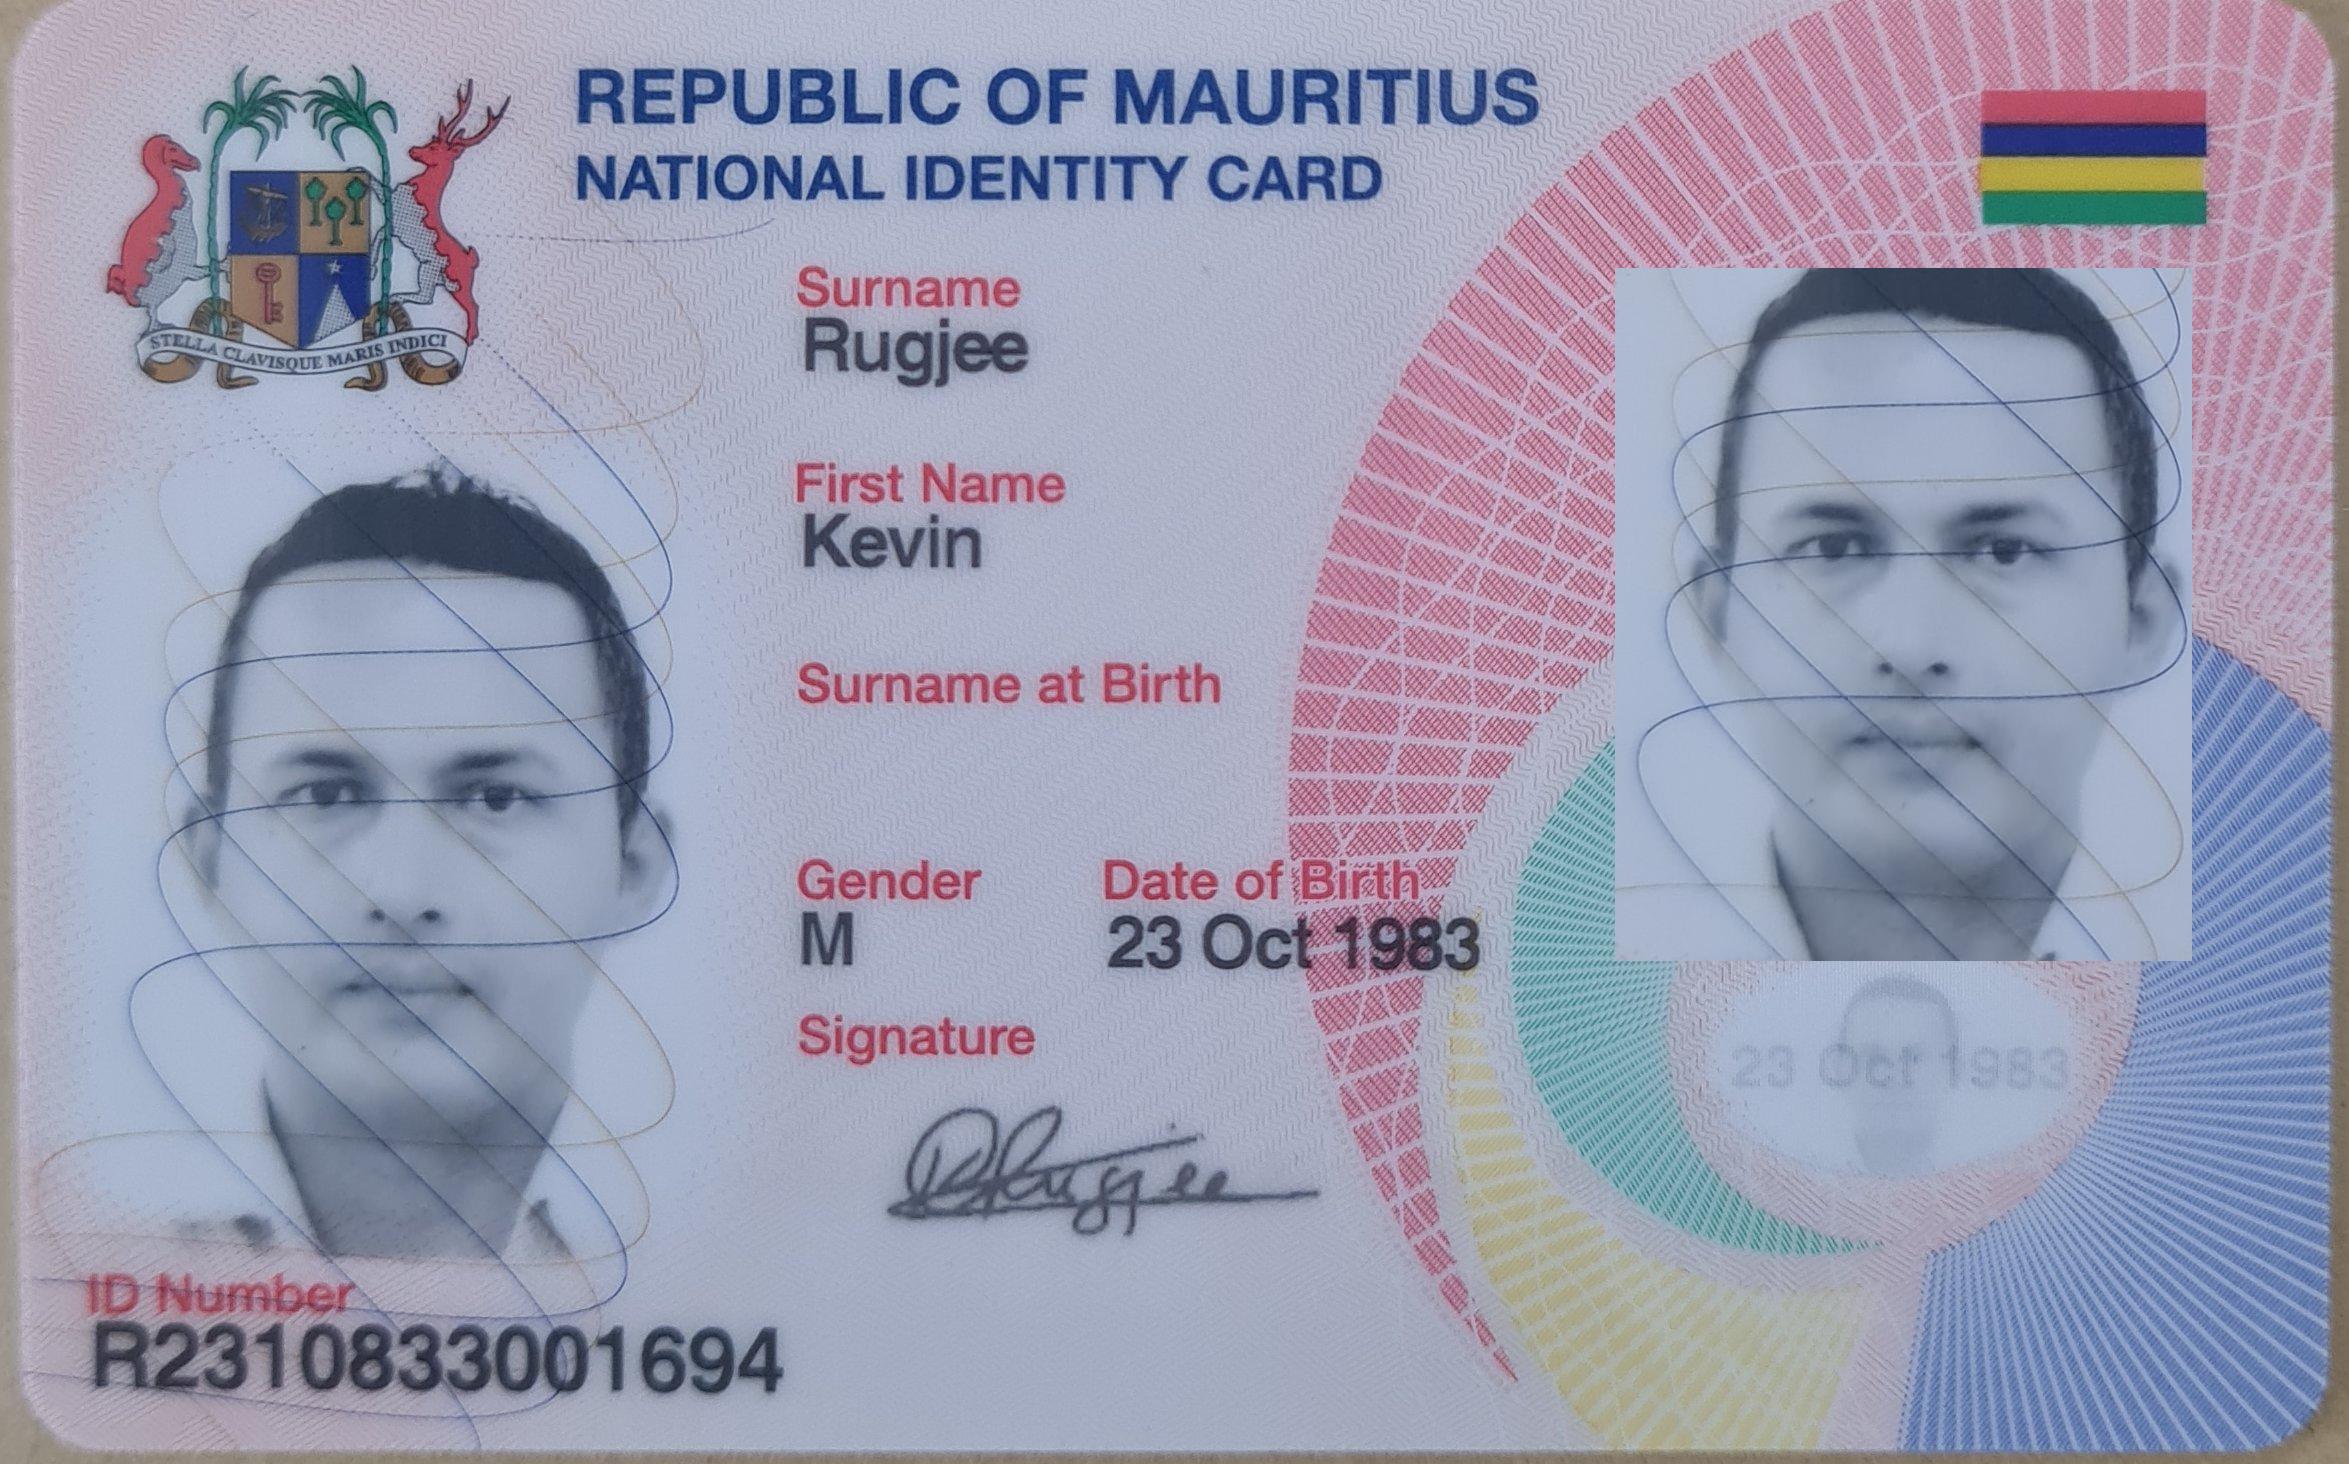 REPUBLIC OF MAURITIUS
NATIONAL IDENTITY CARD
STELLA CLAVISQUE MARIS INDICI
Surname
Rugjee
First Name
Kevin
Surname at Birth
Gender Date of Birth
M 23 Oct 1983
23 Oct 1983
Signature
Rugjee
ID Number
R2310833001694